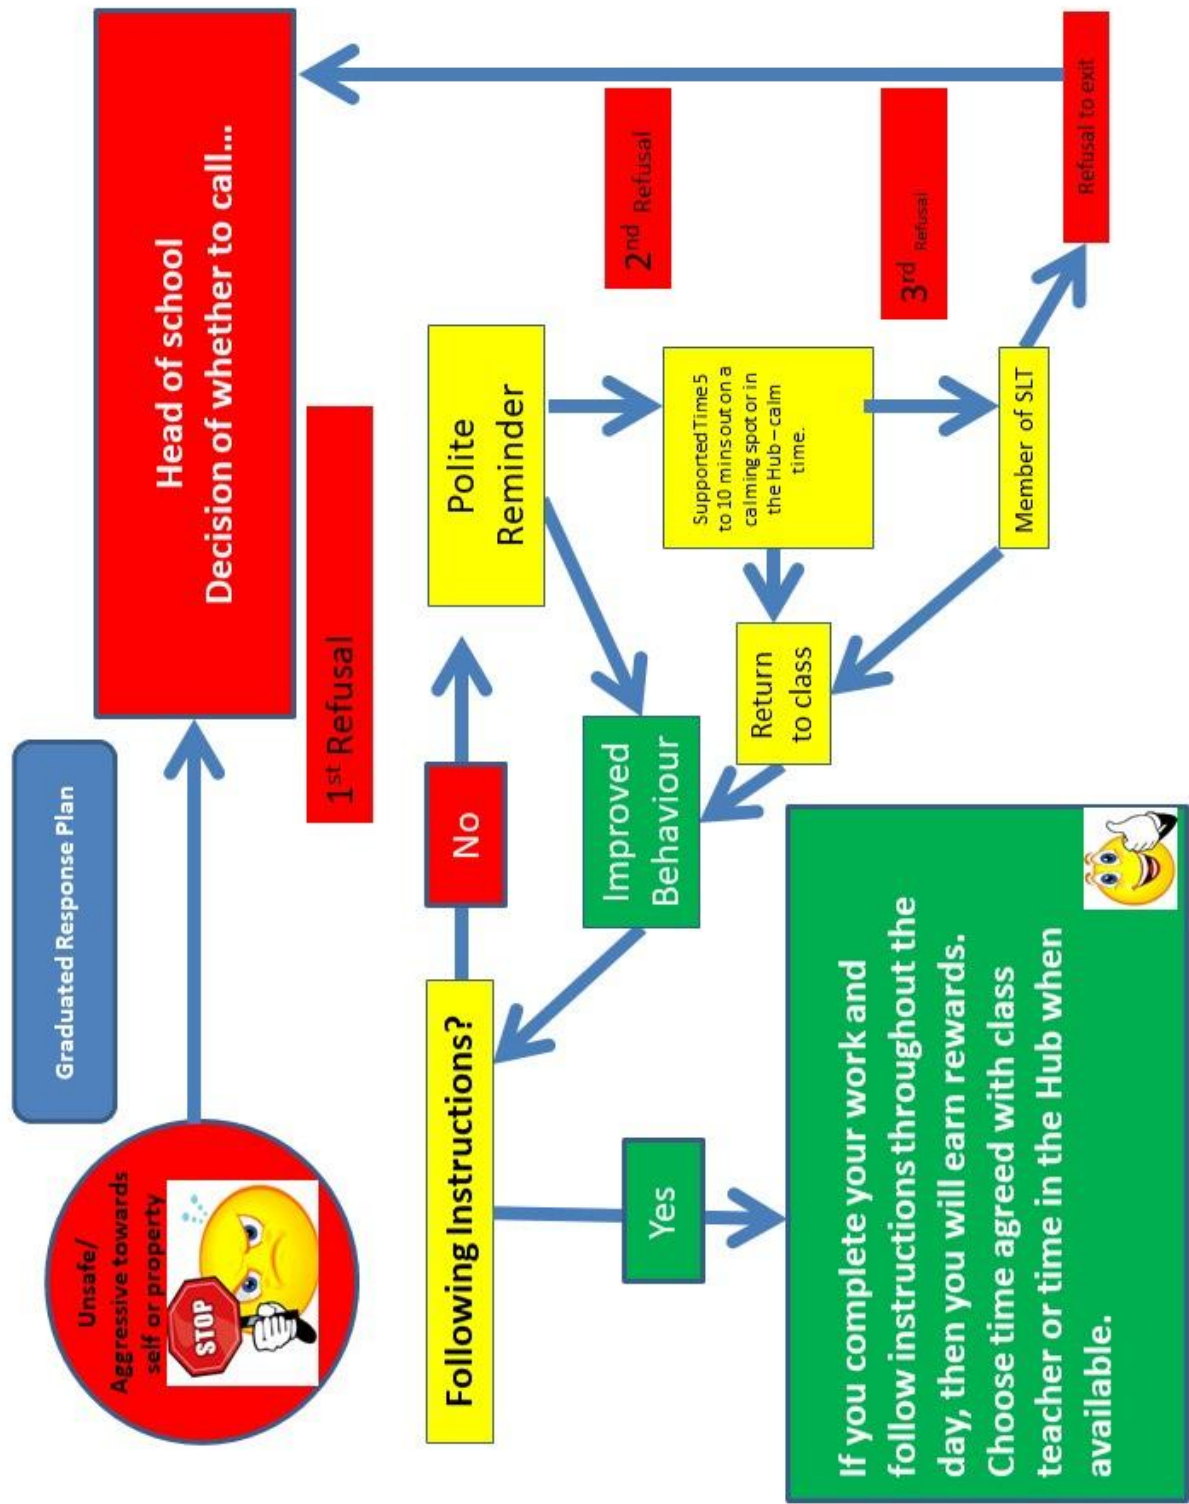 Graduated Response Plan
Unsafe/
Aggressive towards
self or property
STOP
Head of school
Decision of whether to call...
1st Refusal
Following Instructions?
No
Polite
Reminder
2nd Refusal
Yes
Improved
Behaviour
Supported Time 5
to 10 mins out on a
calming spot or in
the Hub – calm
time.
Return
to class
3rd Refusal
Member of SLT
Refusal to exit
If you complete your work and
follow instructions throughout the
day, then you will earn rewards.
Choose time agreed with class
teacher or time in the Hub when
available.